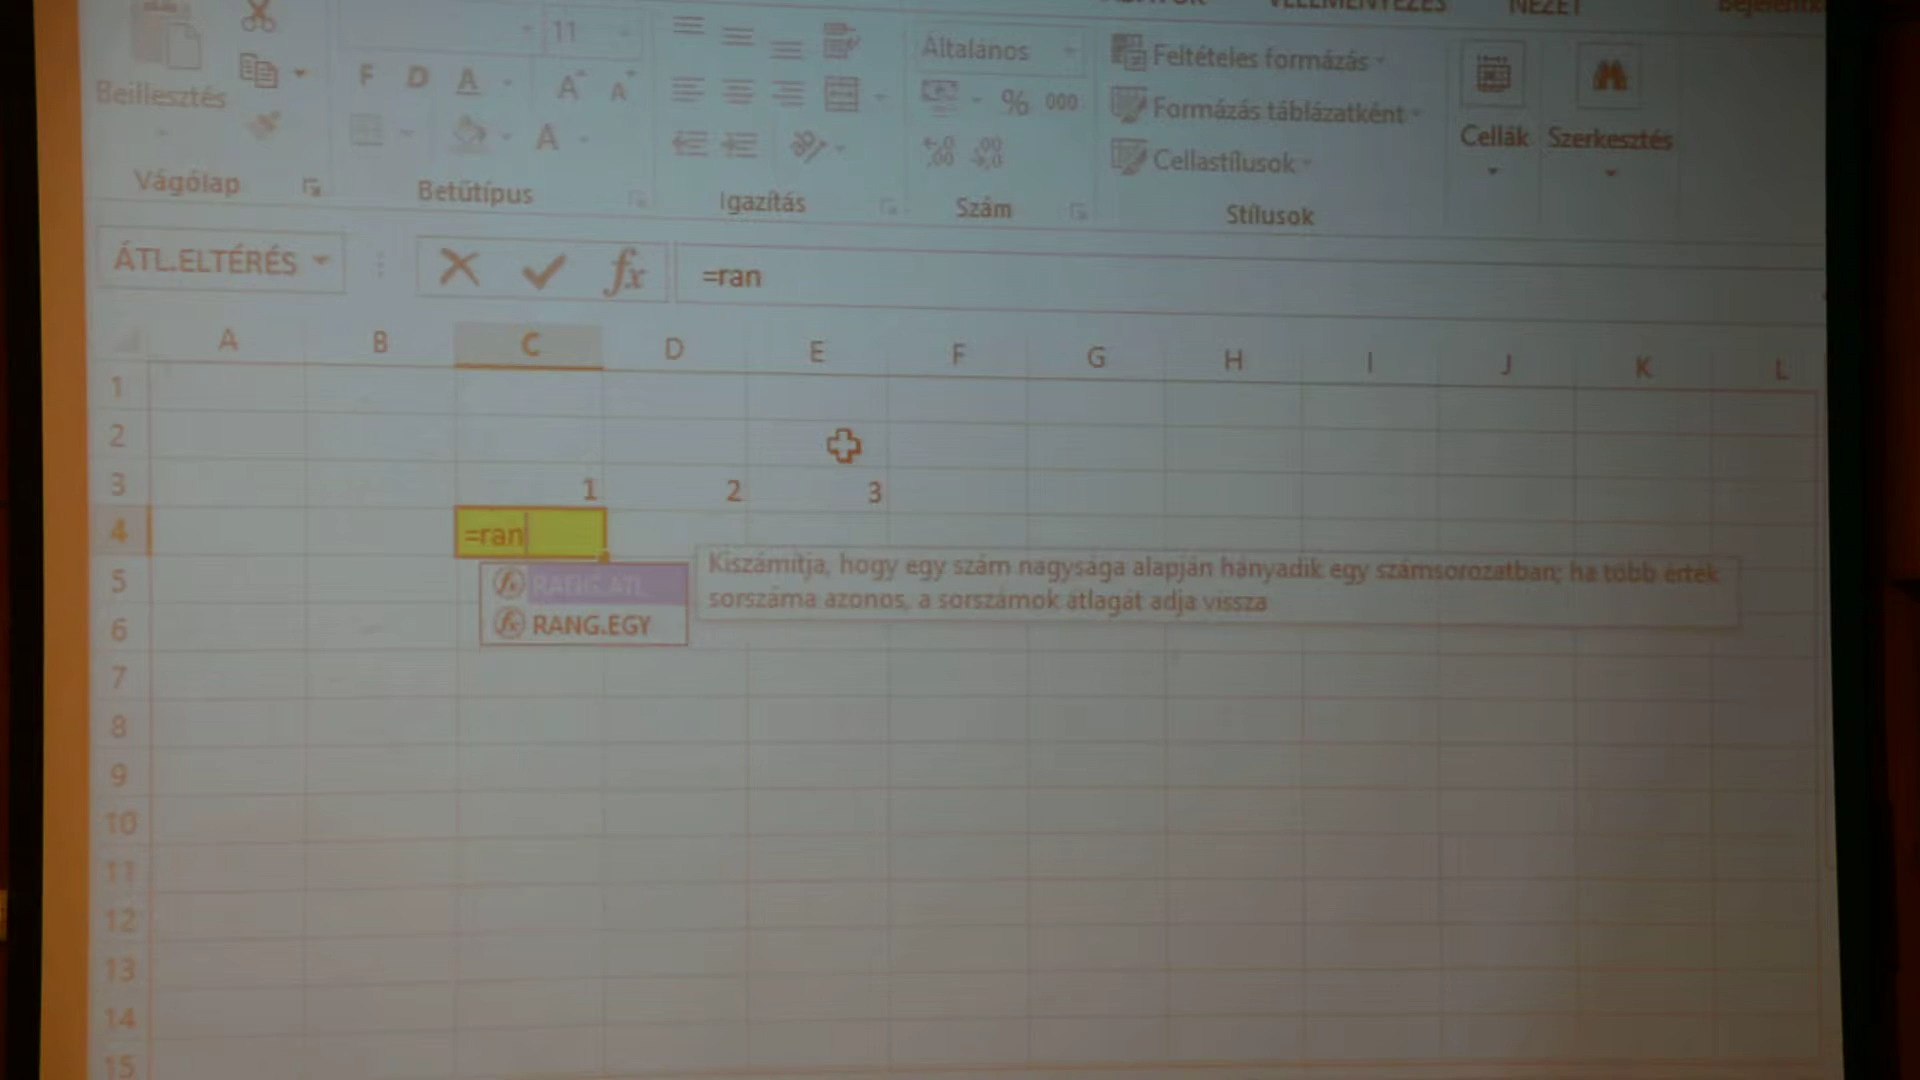 VÉLEMÉNYEZÉS NÉZET
11 Általános Feltételes formázás
Beillesztés F D A A A % 000 Formázás táblázatként Cellák Szerkesztés
A Cellastílusok
Vágólap Betűtípus Igazítás Szám Stílusok
ÁTL.ELTÉRÉS fx =ran
A B C D E F G H I J K L
1
2
3 1 2 3
4 =ran
5 RANG.ÁTL Kiszámítja, hogy egy szám nagysága alapján hányadik egy számsorozatban; ha több érték
sorszáma azonos, a sorszámok átlagát adja vissza
6 RANG.EGY
7
8
9
10
11
12
13
14
15